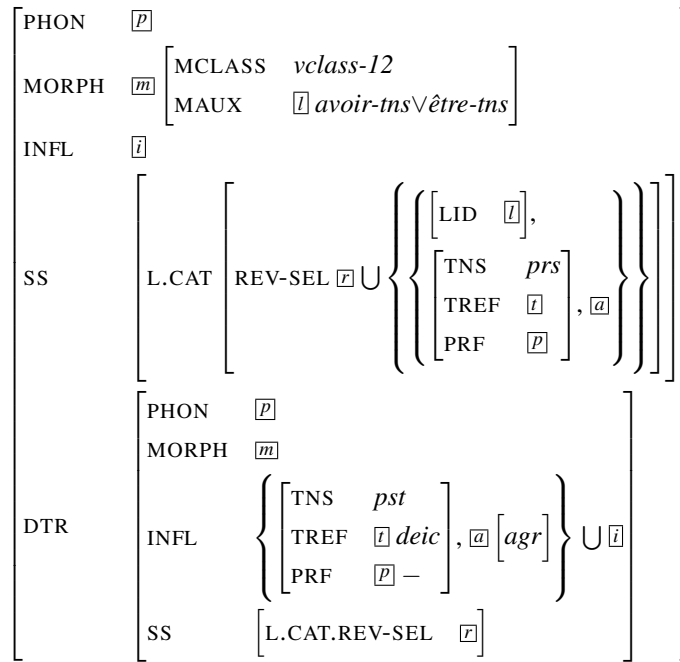 PHON p
MORPH m
MCLASS vclass-12
MAUX l avoir-tns∨être-tns
INFL i
SS
L.CAT
REV-SEL r ∪
LID l ,
TNS prs
TREF t
PRF p
, a
DTR
PHON p
MORPH m
INFL
TNS pst
TREF t deic
PRF p −
, a [agr]
∪ i
SS [L.CAT.REV-SEL r]